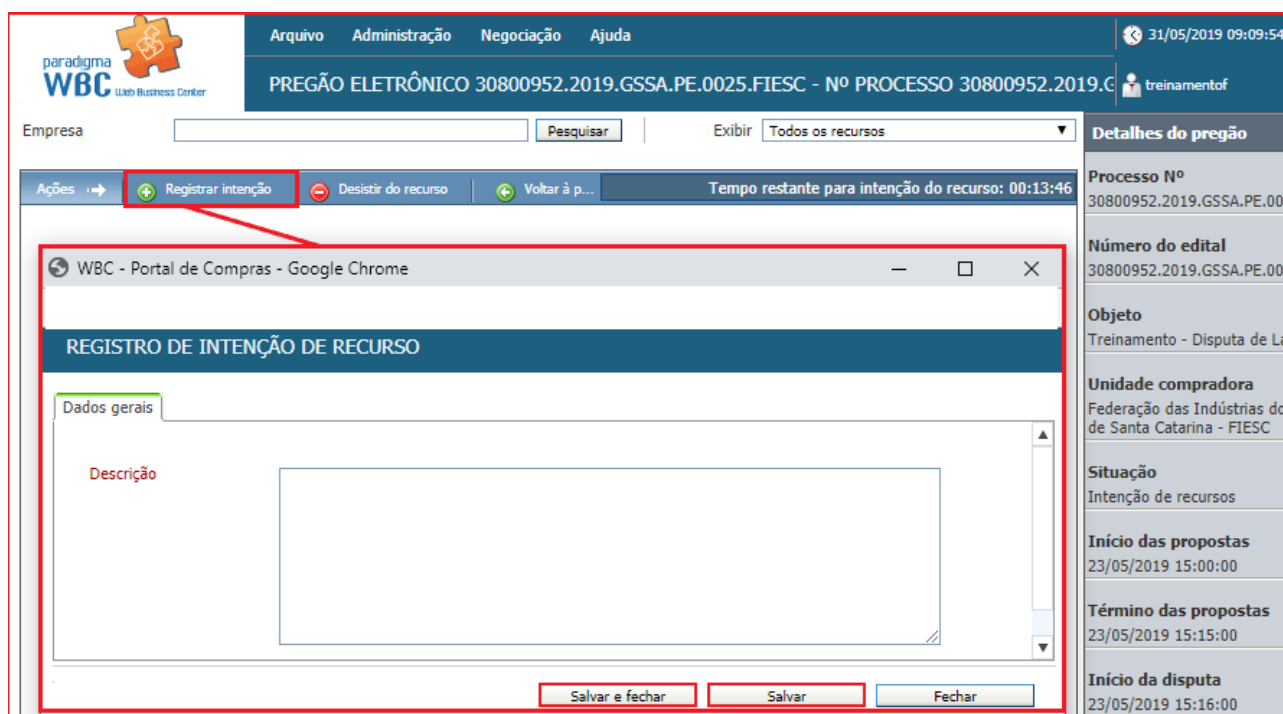 paradigma
WBC Web Business Center
Arquivo Administração Negociação Ajuda
31/05/2019 09:09:54
PREGÃO ELETRÔNICO 30800952.2019.GSSA.PE.0025.FIESC - Nº PROCESSO 30800952.2019.G
treinamentof
Empresa
Pesquisar
Exibir Todos os recursos
Detalhes do pregão
Ações
Registrar intenção
Desistir do recurso
Voltar à p...
Tempo restante para intenção do recurso: 00:13:46
Processo Nº
30800952.2019.GSSA.PE.00
Número do edital
30800952.2019.GSSA.PE.00
Objeto
Treinamento - Disputa de La
Unidade compradora
Federação das Indústrias do
de Santa Catarina - FIESC
Situação
Intenção de recursos
Início das propostas
23/05/2019 15:00:00
Término das propostas
23/05/2019 15:15:00
Início da disputa
23/05/2019 15:16:00
WBC - Portal de Compras - Google Chrome
REGISTRO DE INTENÇÃO DE RECURSO
Dados gerais
Descrição
Salvar e fechar
Salvar
Fechar